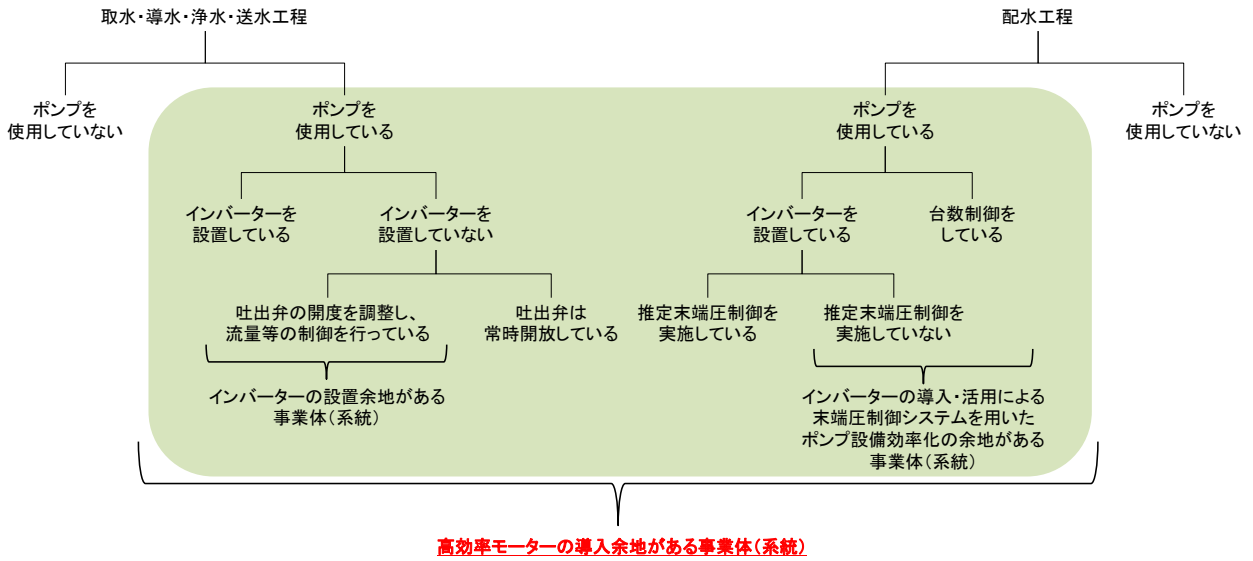 取水・導水・浄水・送水工程
配水工程
ポンプを
使用していない
ポンプを
使用している
ポンプを
使用している
ポンプを
使用していない
インバーターを
設置している
インバーターを
設置していない
インバーターを
設置している
台数制御を
している
吐出弁の開度を調整し、
流量等の制御を行っている
吐出弁は
常時開放している
推定末端圧制御を
実施している
推定末端圧制御を
実施していない
インバーターの設置余地がある
事業体(系統)
インバーターの導入・活用による
末端圧制御システムを用いた
ポンプ設備効率化の余地がある
事業体(系統)
高効率モーターの導入余地がある事業体(系統)